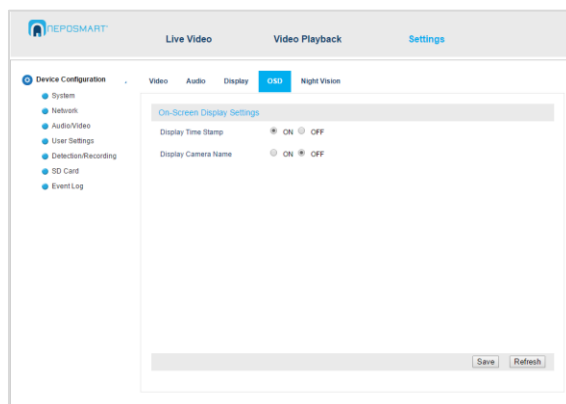 NEPOSMART
Live Video Video Playback Settings
Device Configuration
System
Network
Audio/Video
User Settings
Detection/Recording
SD Card
Event Log
Video Audio Display OSD Night Vision
On-Screen Display Settings
Display Time Stamp ON OFF
Display Camera Name ON OFF
Save Refresh